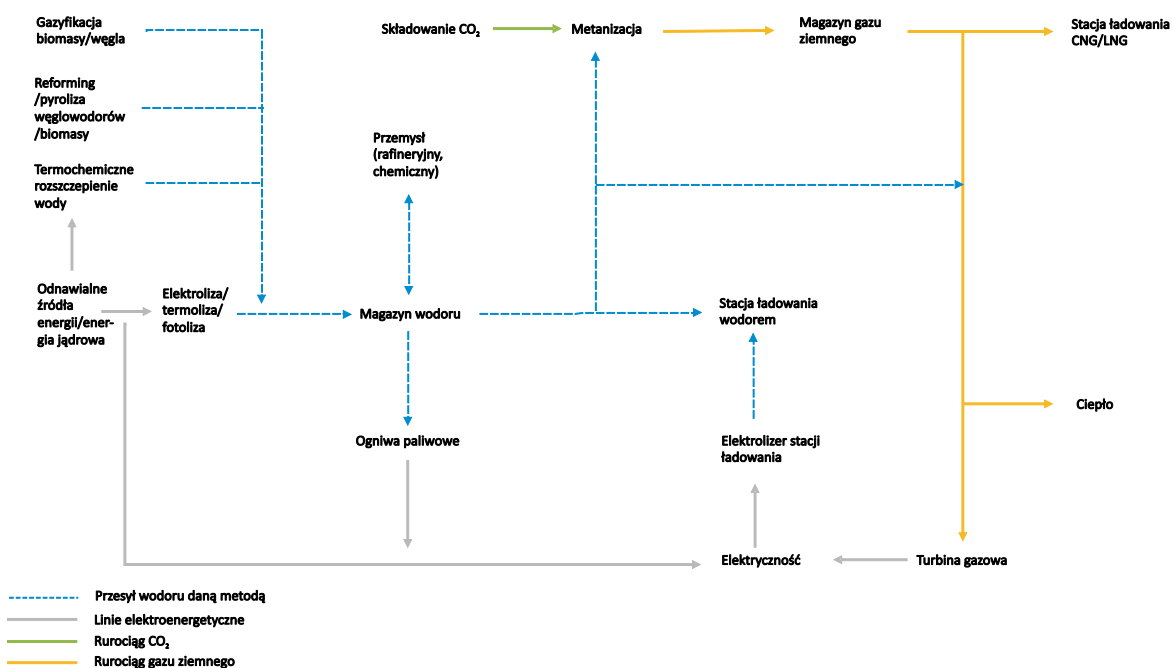 Gazyfikacja
biomasy/węgla
Składowanie CO₂
Metanizacja
Magazyn gazu
ziemnego
Stacja ładowania
CNG/LNG
Reforming
/pyroliza
węglowodorów
/biomasy
Przemysł
(rafineryjny,
chemiczny)
Termochemiczne
rozszczepienie
wody
Odnawialne
źródła
energii/ener-
gia jądrowa
Elektroliza/
termoliza/
fotoliza
Magazyn wodoru
Stacja ładowania
wodorem
Ciepło
Ogniwa paliwowe
Elektrolizer stacji
ładowania
Elektryczność
Turbina gazowa
Przesył wodoru daną metodą
Linie elektroenergetyczne
Rurociąg CO₂
Rurociąg gazu ziemnego